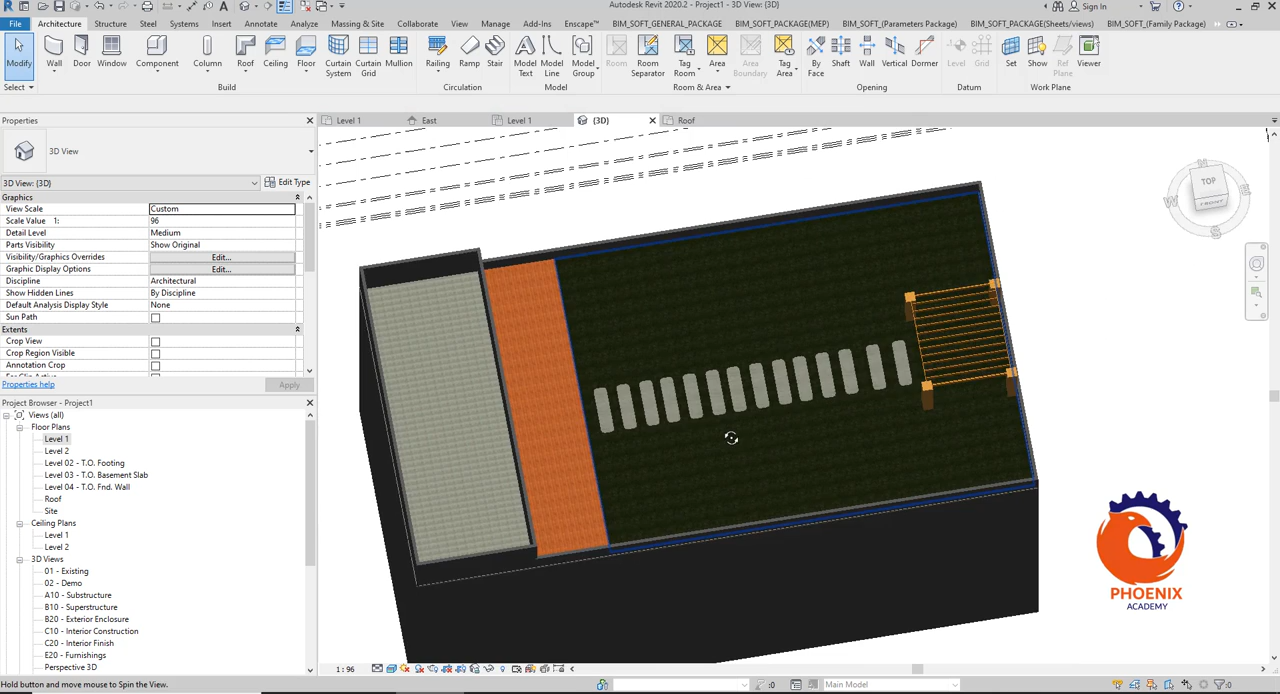 Autodesk Revit 2020.2 - Project1 - 3D View: {3D}
Sign In
File Architecture Structure Steel Systems Insert Annotate Analyze Massing & Site Collaborate View Manage Add-Ins Enscape™ BIM_SOFT_GENERAL_PACKAGE BIM_SOFT_PACKAGE(MEP) BIM_SOFT_(Parameters Package) BIM_SOFT_PACKAGE(Sheets/views) BIM_SOFT_(Family Package) Modify
Modify Wall Door Window Component Column Roof Ceiling Floor Curtain System Curtain Grid Mullion Railing Ramp Stair Model Text Model Line Model Group Room Room Separator Tag Room Area Area Boundary Tag Area By Face Shaft Wall Vertical Dormer Level Grid Set Show Ref Plane Viewer
Select Build Circulation Model Room & Area Opening Datum Work Plane
Properties
Level 1 East Level 1 {3D} Roof
3D View
3D View: {3D} Edit Type
Graphics
View Scale Custom
Scale Value 1: 96
Detail Level Medium
Parts Visibility Show Original
Visibility/Graphics Overrides Edit...
Graphic Display Options Edit...
Discipline Architectural
Show Hidden Lines By Discipline
Default Analysis Display Style None
Sun Path
Extents
Crop View
Crop Region Visible
Annotation Crop
Properties help Apply
Project Browser - Project1
Views (all)
Floor Plans
Level 1
Level 2
Level 02 - T.O. Footing
Level 03 - T.O. Basement Slab
Level 04 - T.O. Fnd. Wall
Roof
Site
Ceiling Plans
Level 1
Level 2
3D Views
01 - Existing
02 - Demo
A10 - Substructure
B10 - Superstructure
B20 - Exterior Enclosure
C10 - Interior Construction
C20 - Interior Finish
E20 - Furnishings
Perspective 3D
TOP
FRONT
N
W
E
S
PHOENIX
ACADEMY
1 : 96
Hold button and move mouse to Spin the View.
:0 Main Model :0